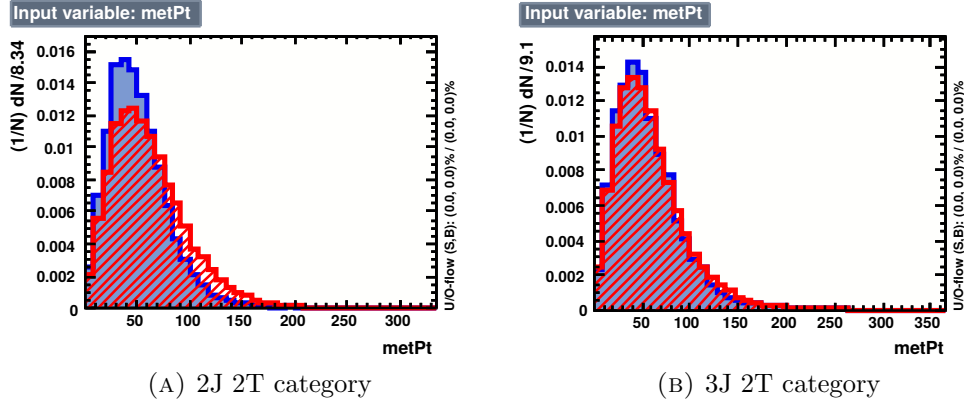 Input variable: metPt
(1/N) dN/8.34
0.016
0.014
0.012
0.01
0.008
0.006
0.004
0.002
0
50 100 150 200 250 300
metPt
U/O-flow (S,B): (0.0, 0.0)% / (0.0, 0.0)%
(A) 2J 2T category
Input variable: metPt
(1/N) dN/9.1
0.014
0.012
0.01
0.008
0.006
0.004
0.002
0
50 100 150 200 250 300 350
metPt
U/O-flow (S,B): (0.0, 0.0)% / (0.0, 0.0)%
(B) 3J 2T category